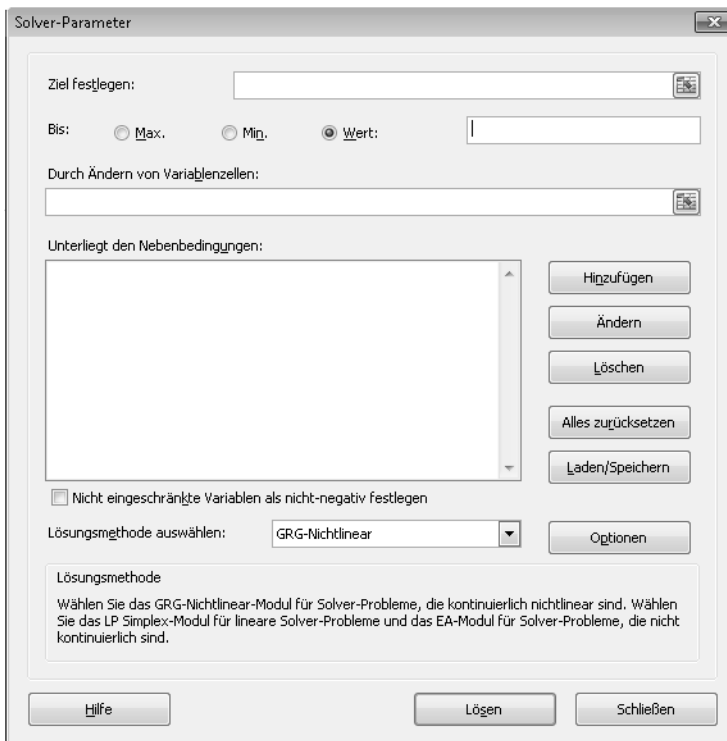 Solver-Parameter
Ziel festlegen:
Bis: Max. Min. Wert:
Durch Ändern von Variablenzellen:
Unterliegt den Nebenbedingungen:
Hinzufügen
Ändern
Löschen
Alles zurücksetzen
Laden/Speichern
Nicht eingeschränkte Variablen als nicht-negativ festlegen
Lösungsmethode auswählen: GRG-Nichtlinear Optionen
Lösungsmethode
Wählen Sie das GRG-Nichtlinear-Modul für Solver-Probleme, die kontinuierlich nichtlinear sind. Wählen
Sie das LP Simplex-Modul für lineare Solver-Probleme und das EA-Modul für Solver-Probleme, die nicht
kontinuierlich sind.
Hilfe Lösen Schließen